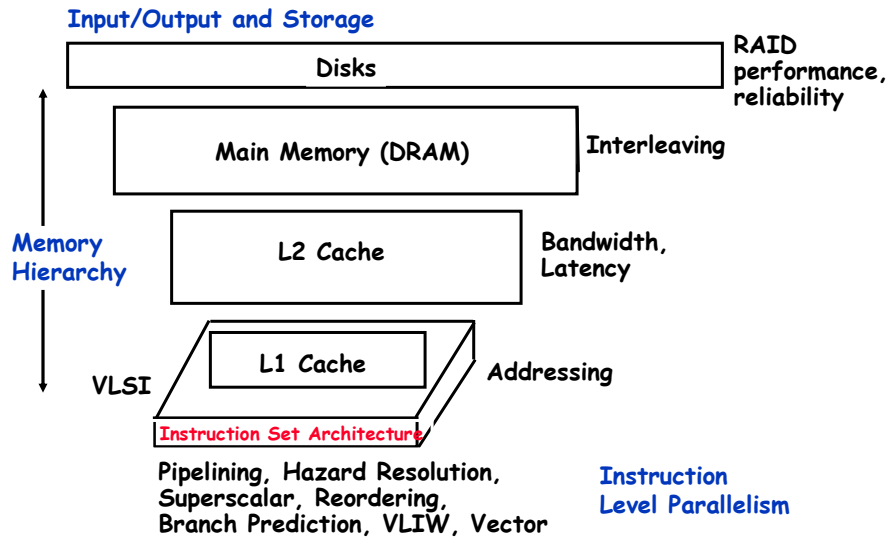 Input/Output and Storage
Disks
RAID
performance,
reliability
Main Memory (DRAM)
Interleaving
Memory
Hierarchy
L2 Cache
Bandwidth,
Latency
L1 Cache
VLSI
Addressing
Instruction Set Architecture
Pipelining, Hazard Resolution,
Superscalar, Reordering,
Branch Prediction, VLIW, Vector
Instruction
Level Parallelism